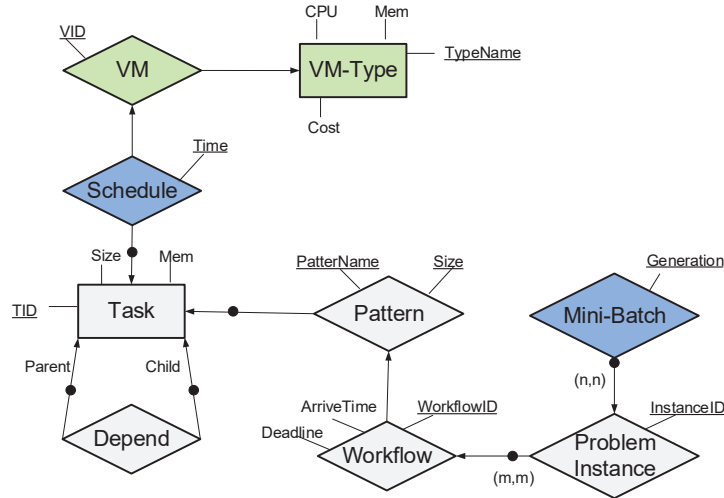 CPU
Mem
VID
VM
VM-Type
TypeName
Cost
Time
Schedule
Size
Mem
PatterName
Size
Generation
TID
Task
Pattern
Mini-Batch
Parent
Child
(n,n)
ArriveTime
WorkflowID
InstanceID
Deadline
Depend
Workflow
Problem
Instance
(m,m)